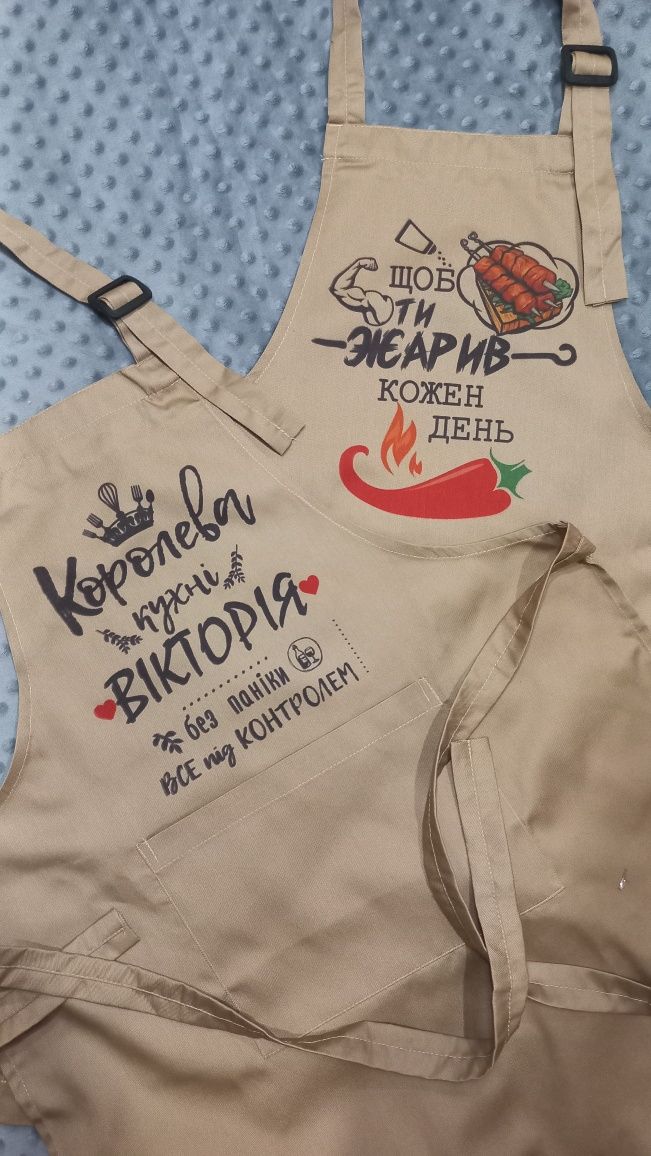 ЩОБ
ТИ
ЖАРИВ
КОЖЕН
ДЕНЬ
Королева
кухні
ВІКТОРІЯ
без паніки
ВСЕ під КОНТРОЛЕМ